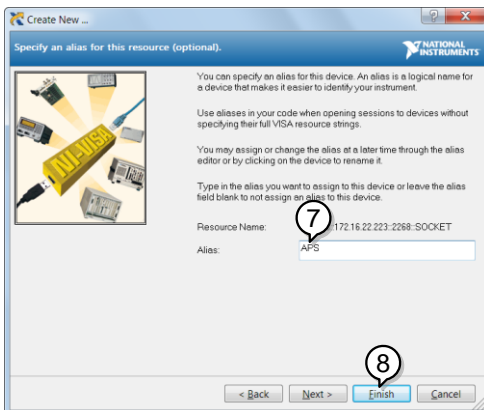 Create New ...
Specify an alias for this resource (optional).
NATIONAL
INSTRUMENTS
You can specify an alias for this device. An alias is a logical name for
a device that makes it easier to identify your instrument.
Use aliases in your code when opening sessions to devices without
specifying their full VISA resource strings.
You may assign or change the alias at a later time through the alias
editor or by clicking on the device to rename it.
Type in the alias you want to assign to this device or leave the alias
field blank to not assign an alias to this device.
NI-VISA
7
Resource Name: :172.16.22.223::2268::SOCKET
Alias: APS
8
< Back Next > Finish Cancel